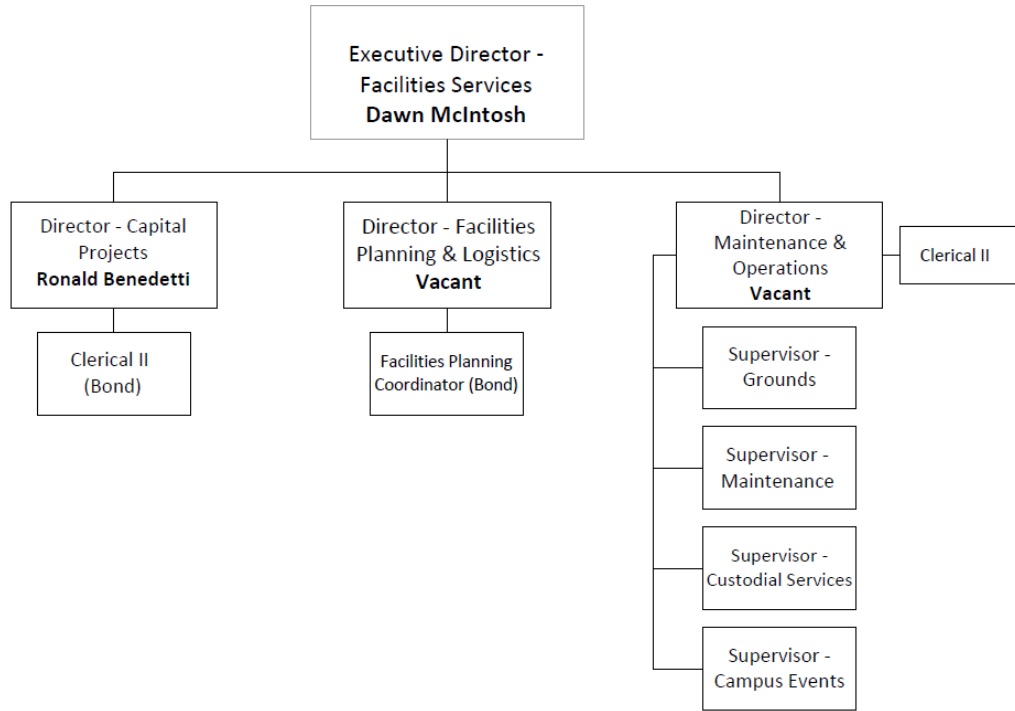 Executive Director -
Facilities Services
Dawn McIntosh
Director - Capital
Projects
Ronald Benedetti
Director - Facilities
Planning & Logistics
Vacant
Director -
Maintenance &
Operations
Vacant
Clerical II
Clerical II
(Bond)
Facilities Planning
Coordinator (Bond)
Supervisor -
Grounds
Supervisor -
Maintenance
Supervisor -
Custodial Services
Supervisor -
Campus Events